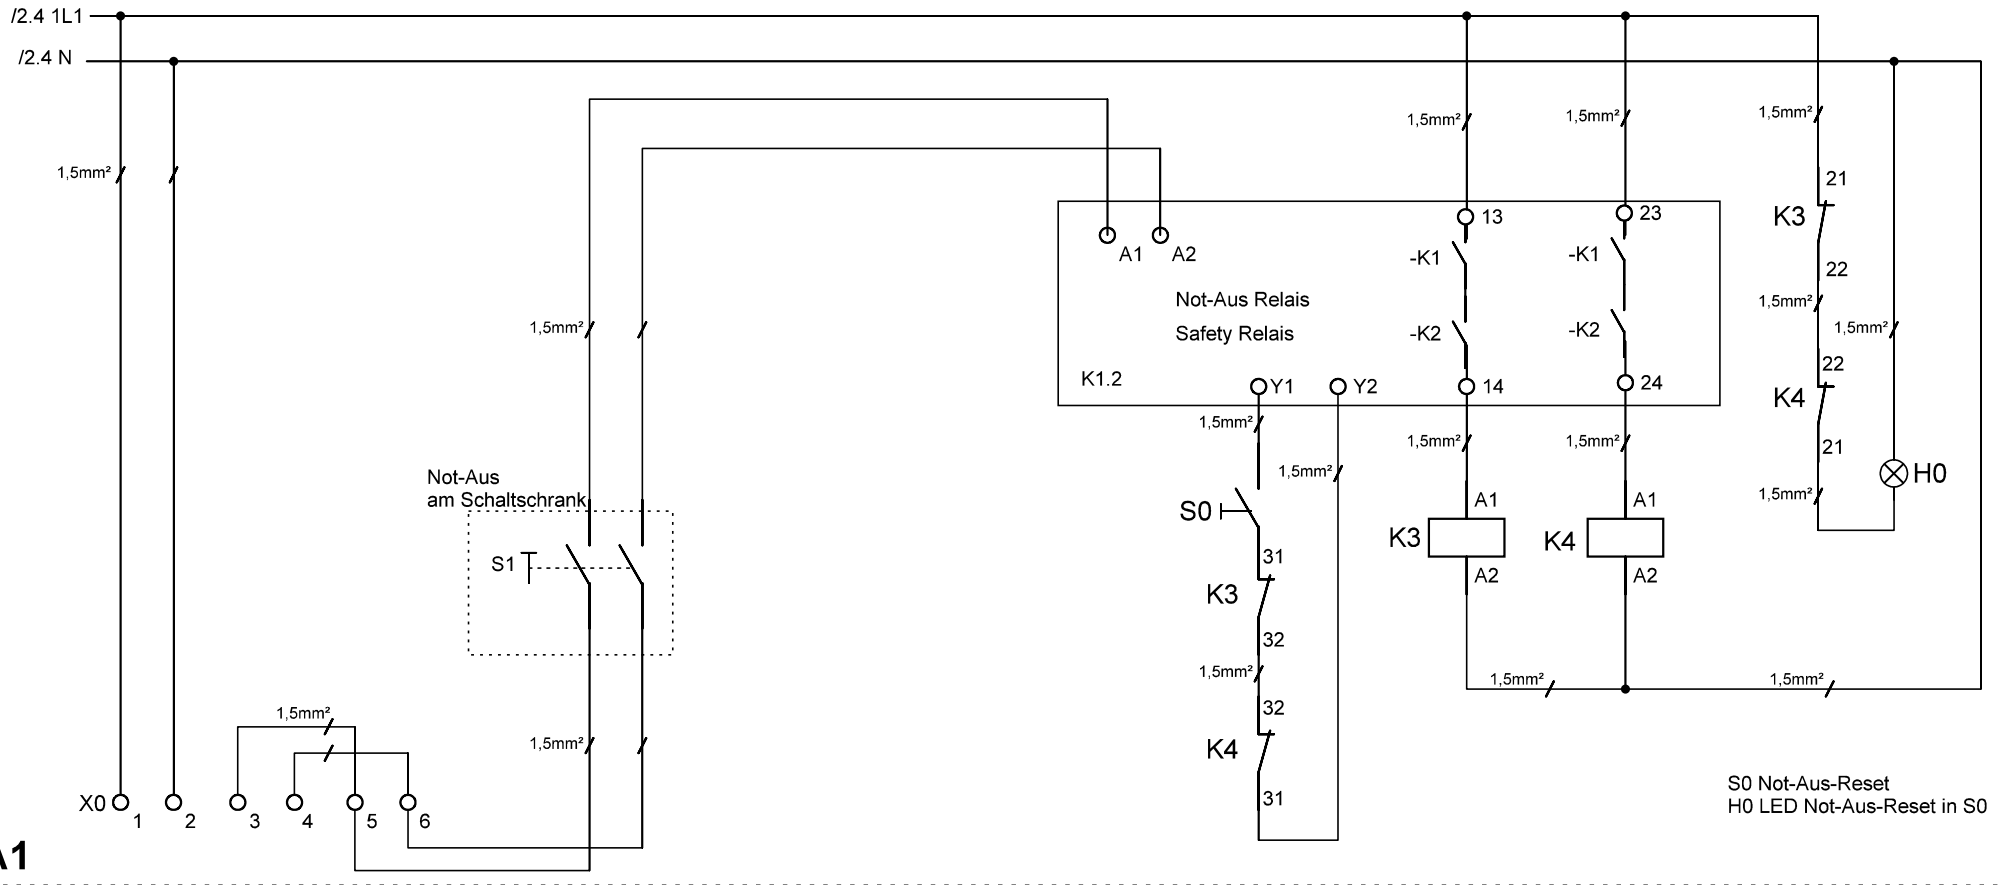 /2.4 1L1
/2.4 N
1,5mm²
1,5mm²
Not-Aus
am Schaltschrank
S1
1,5mm²
1,5mm²
X0
1
2
3
4
5
6
A1
A1
A2
Not-Aus Relais
Safety Relais
K1.2
Y1
Y2
1,5mm²
13
-K1
-K2
14
1,5mm²
23
-K1
-K2
24
1,5mm²
1,5mm²
S0
31
K3
32
1,5mm²
32
K4
31
1,5mm²
A1
K3
A2
1,5mm²
A1
K4
A2
1,5mm²
1,5mm²
1,5mm²
21
K3
22
1,5mm²
1,5mm²
22
K4
21
1,5mm²
H0
S0 Not-Aus-Reset
H0 LED Not-Aus-Reset in S0